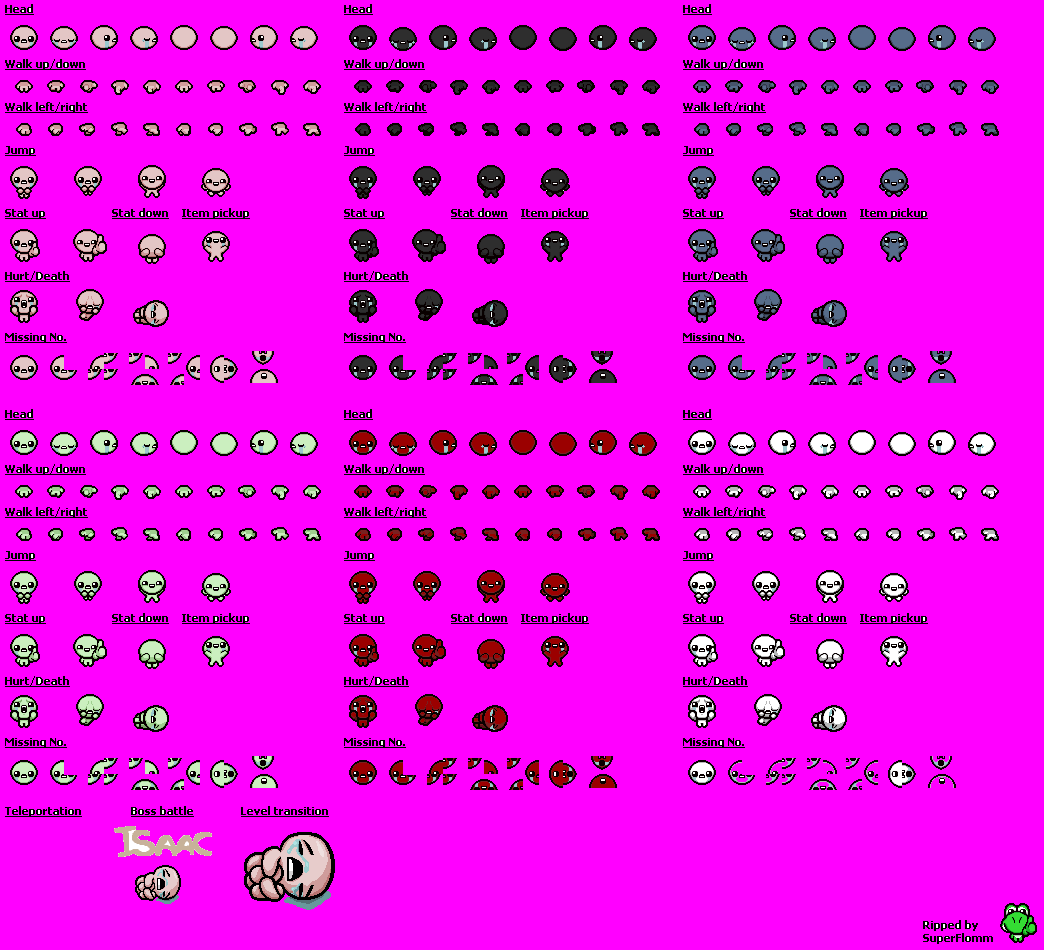 Head Head Head
Walk up/down Walk up/down Walk up/down
Walk left/right Walk left/right Walk left/right
Jump Jump Jump
Stat up Stat down Item pickup Stat up Stat down Item pickup Stat up Stat down Item pickup
Hurt/Death Hurt/Death Hurt/Death
Missing No. Missing No. Missing No.
Head Head Head
Walk up/down Walk up/down Walk up/down
Walk left/right Walk left/right Walk left/right
Jump Jump Jump
Stat up Stat down Item pickup Stat up Stat down Item pickup Stat up Stat down Item pickup
Hurt/Death Hurt/Death Hurt/Death
Missing No. Missing No. Missing No.
Teleportation Boss battle Level transition
ISAAC
Ripped by
SuperFlomm